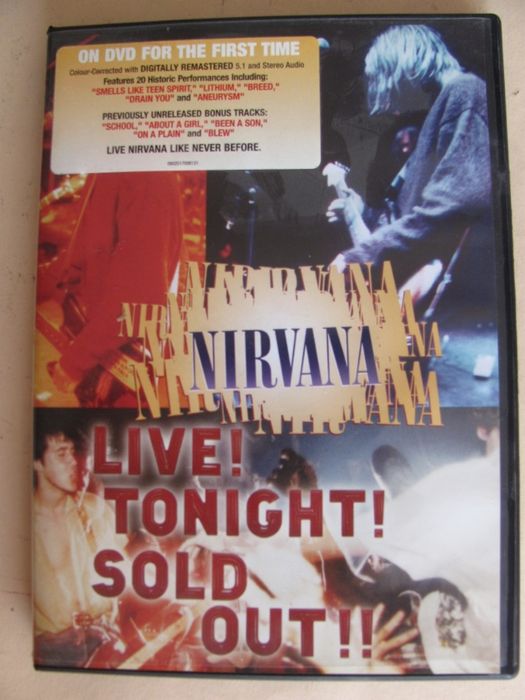 ON DVD FOR THE FIRST TIME
Colour-Corrected with DIGITALLY REMASTERED 5.1 and Stereo Audio
Features 20 Historic Performances Including:
"SMELLS LIKE TEEN SPIRIT," "LITHIUM," "BREED,"
"DRAIN YOU" and "ANEURYSM"
PREVIOUSLY UNRELEASED BONUS TRACKS:
"SCHOOL," "ABOUT A GIRL," "BEEN A SON,"
"ON A PLAIN" and "BLEW"
LIVE NIRVANA LIKE NEVER BEFORE.
NIRVANA
LIVE!
TONIGHT!
SOLD
OUT!!